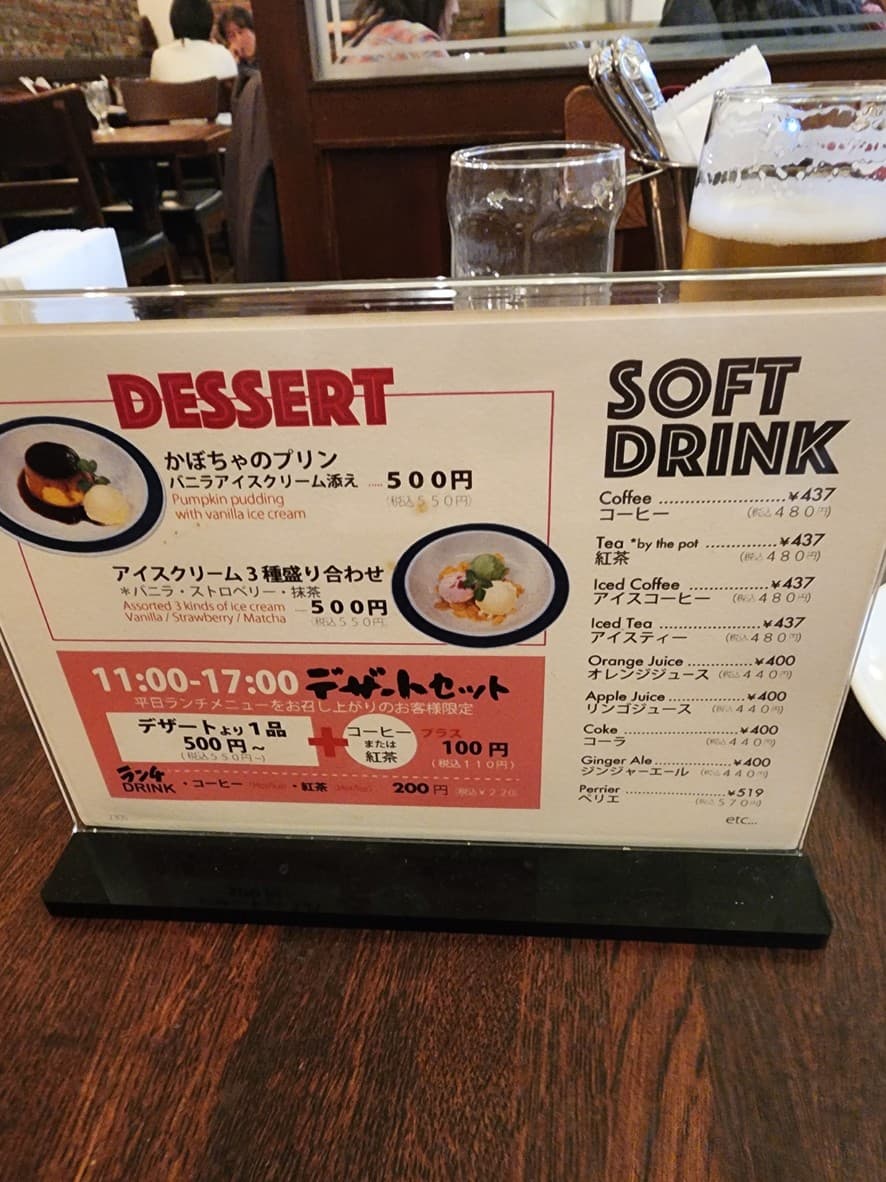 DESSERT
かぼちゃのプリン
バニラアイスクリーム添え ..... 500円
(税込550円)
Pumpkin pudding
with vanilla ice cream
アイスクリーム3種盛り合わせ
*バニラ・ストロベリー・抹茶
Assorted 3 kinds of ice cream
Vanilla / Strawberry / Matcha ... 500円
(税込550円)
11:00-17:00 デザートセット
平日ランチメニューをお召し上がりのお客様限定
デザートより1品
500円~
(税込550円~)
+
コーヒー
または
紅茶
プラス
100円
(税込110円)
ランチ
DRINK ・コーヒー ・紅茶 200円 (税込¥220)
SOFT
DRINK
Coffee ........................ ¥437
コーヒー (税込480円)
Tea *by the pot ............... ¥437
紅茶 (税込480円)
Iced Coffee ................ ¥437
アイスコーヒー (税込480円)
Iced Tea ..................... ¥437
アイスティー (税込480円)
Orange Juice ............... ¥400
オレンジジュース (税込440円)
Apple Juice .................. ¥400
リンゴジュース (税込440円)
Coke ........................... ¥400
コーラ (税込440円)
Ginger Ale .................... ¥400
ジンジャーエール (税込440円)
Perrier ......................... ¥519
ペリエ (税込570円)
etc...